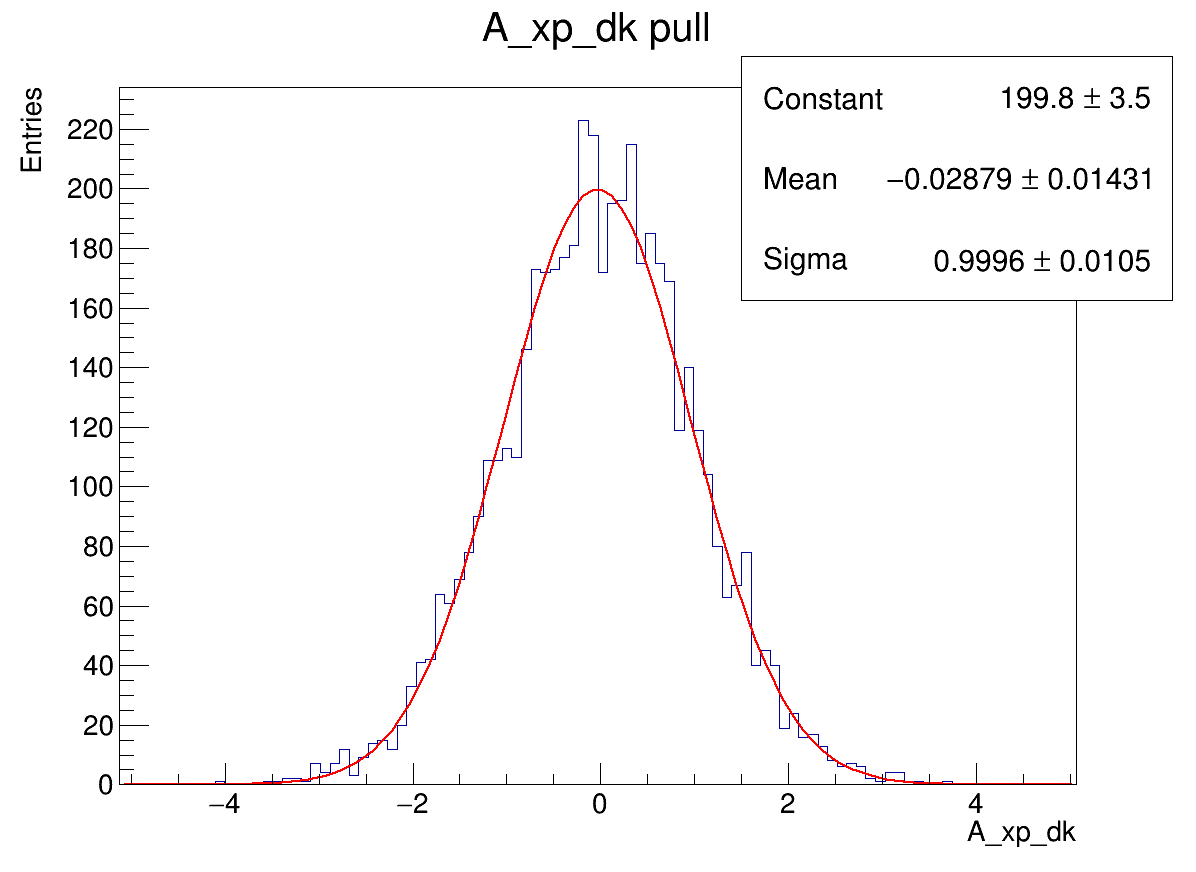 A_xp_dk pull
Constant 199.8 ± 3.5
Mean −0.02879 ± 0.01431
Sigma 0.9996 ± 0.0105
Entries
220
200
180
160
140
120
100
80
60
40
20
0
−4 −2 0 2 4
A_xp_dk